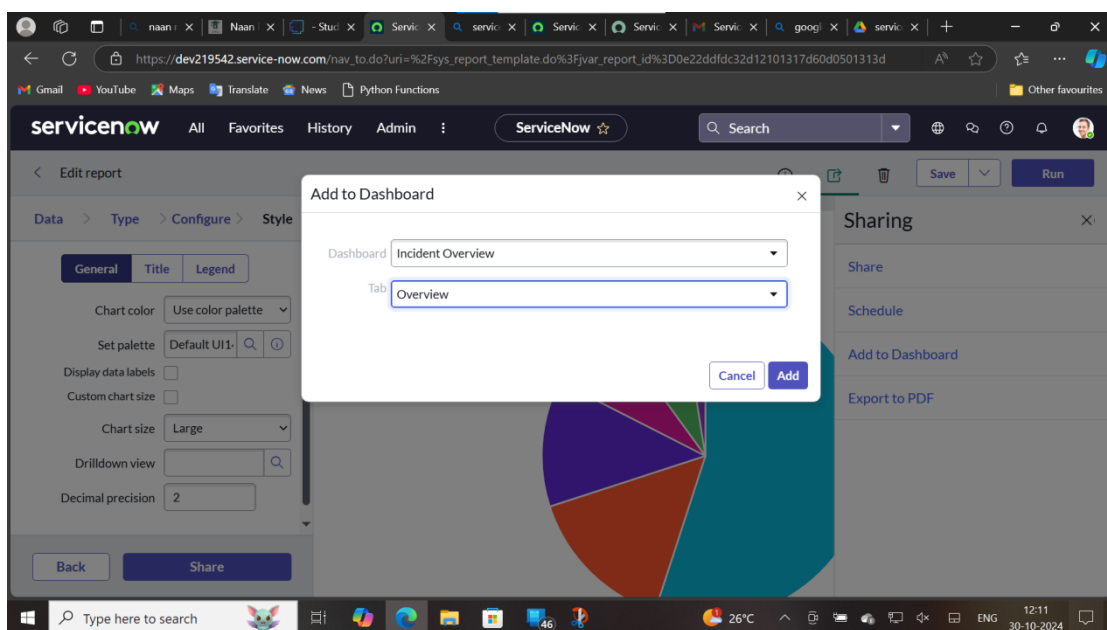 naan r
Naan
- Stud
Servic
servic
Servic
Servic
Servic
googl
servic
https://dev219542.service-now.com/nav_to.do?uri=%2Fsys_report_template.do%3Fjvar_report_id%3D0e22ddfdc32d12101317d60d0501313d
Gmail YouTube Maps Translate News Python Functions Other favourites
servicenow All Favorites History Admin ServiceNow Search
Edit report Save Run
Add to Dashboard
Data > Type > Configure > Style
Sharing
Dashboard Incident Overview
General Title Legend
Share
Tab Overview
Chart color Use color palette
Schedule
Set palette Default UI14
Add to Dashboard
Display data labels
Cancel Add
Custom chart size
Export to PDF
Chart size Large
Drilldown view
Decimal precision 2
Back Share
Type here to search
46
26°C
ENG
12:11
30-10-2024